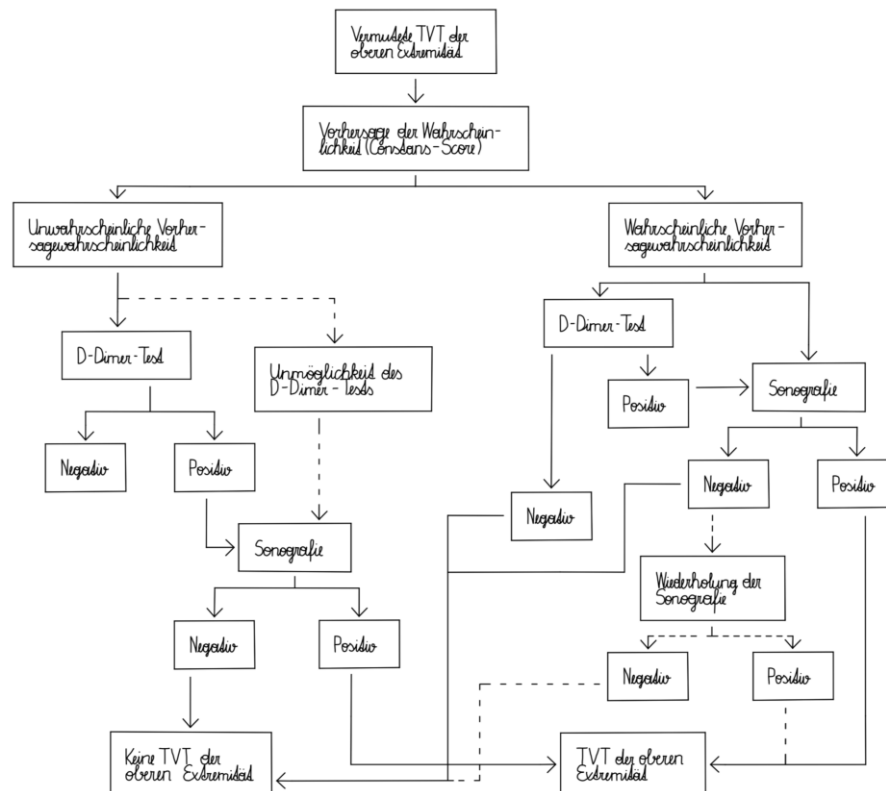 Vermutete TVT der
oberen Extremität
Vorhersage der Wahrschein-
lichkeit (Constans-Score)
Unwahrscheinliche Vorher-
sagewahrscheinlichkeit
Wahrscheinliche Vorher-
sagewahrscheinlichkeit
D-Dimer-Test
D-Dimer-Test
Unmöglichkeit des
D-Dimer-Tests
Positiv
Sonografie
Negativ
Positiv
Negativ
Positiv
Negativ
Sonografie
Wiederholung der
Sonografie
Negativ
Positiv
Negativ
Positiv
Keine TVT der
oberen Extremität
TVT der oberen
Extremität